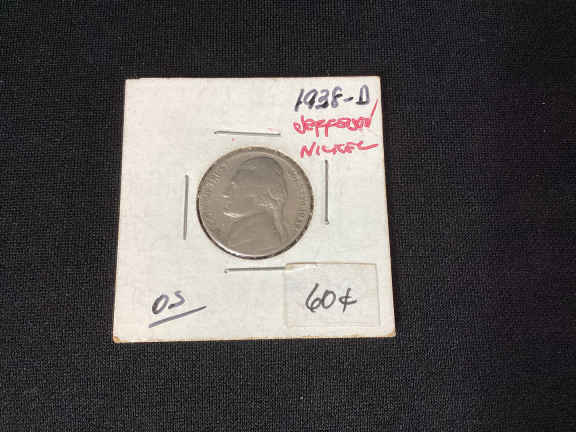 1938-D
Jefferson
Nickel
OS
60¢